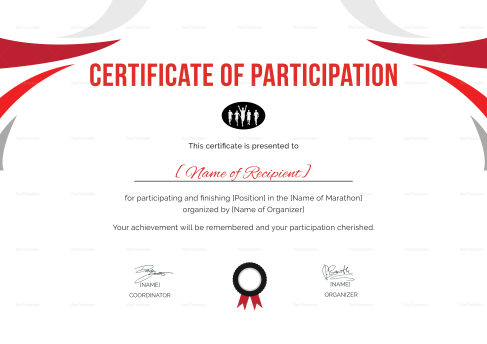 CERTIFICATE OF PARTICIPATION
This certificate is presented to
[ Name of Recipient ]
for participating and finishing [Position] in the [Name of Marathon]
organized by [Name of Organizer]
Your achievement will be remembered and your participation cherished.
[NAME]
COORDINATOR
[NAME]
ORGANIZER